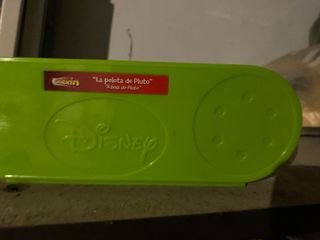 "La pelota de Pluto"
"A bola do Pluto"
DISNEY